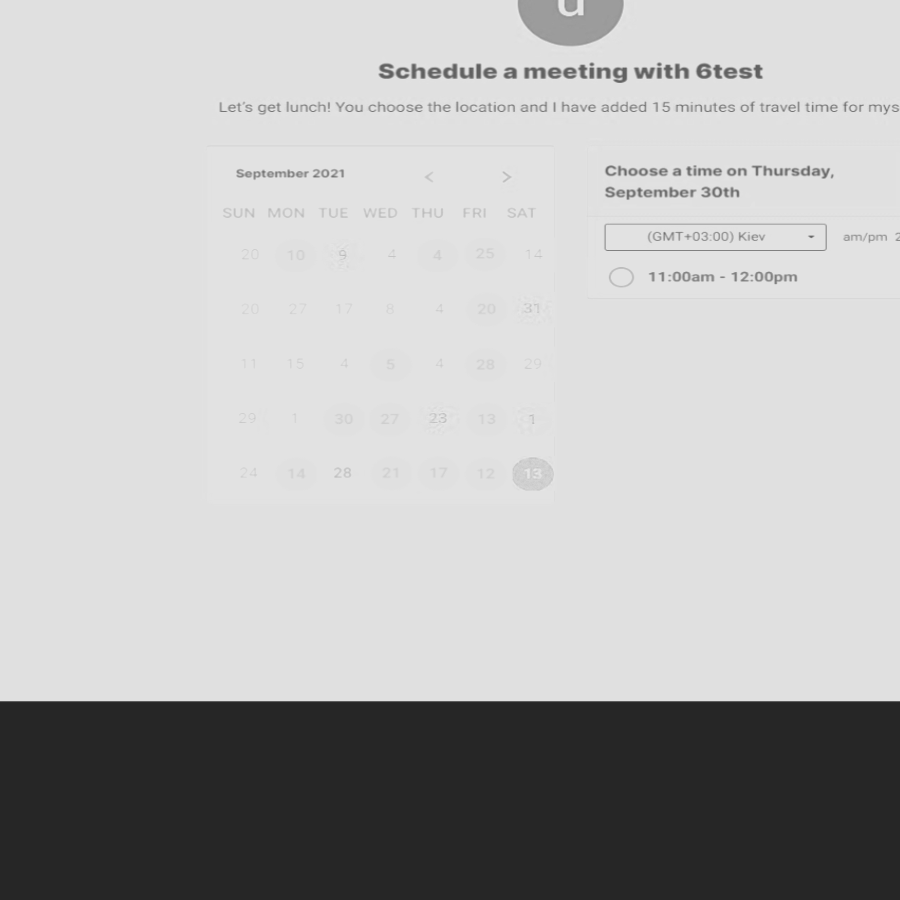 u
Schedule a meeting with 6test
Let's get lunch! You choose the location and I have added 15 minutes of travel time for mys
September 2021 < >
SUN MON TUE WED THU FRI SAT
20 10 9 4 4 25 14
20 27 17 8 4 20 31
11 15 4 5 4 28 29
29 1 30 27 23 13 1
24 14 28 21 17 12 13
Choose a time on Thursday,
September 30th
(GMT+03:00) Kiev am/pm 2
11:00am - 12:00pm